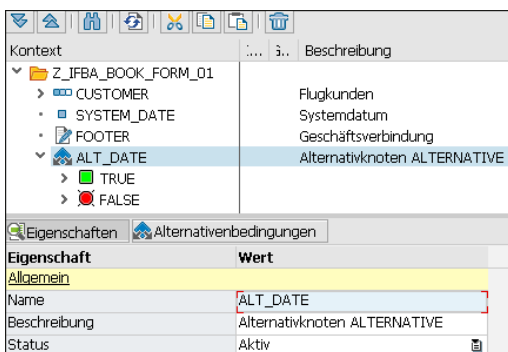 Kontext Beschreibung
Z_IFBA_BOOK_FORM_01
CUSTOMER Flugkunden
SYSTEM_DATE Systemdatum
FOOTER Geschäftsverbindung
ALT_DATE Alternativknoten ALTERNATIVE
TRUE
FALSE
Eigenschaften Alternativenbedingungen
Eigenschaft Wert
Allgemein
Name ALT_DATE
Beschreibung Alternativknoten ALTERNATIVE
Status Aktiv